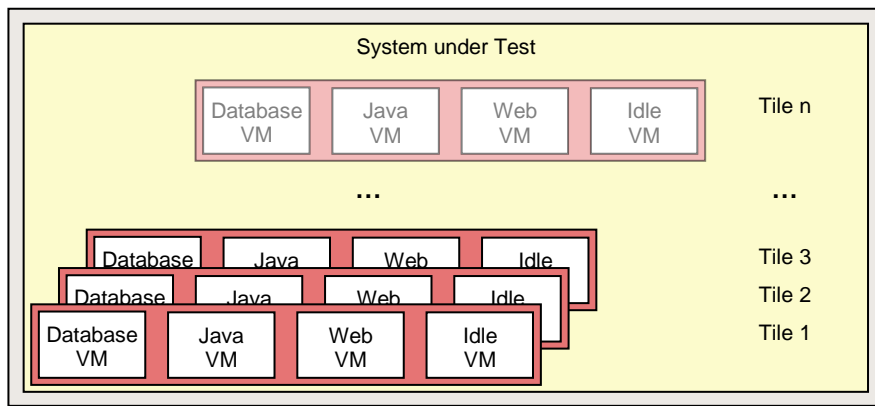 System under Test
Database Java Web Idle Tile n
VM VM VM VM
... ...
Database Java Web Idle Tile 3
Database Java Web Idle Tile 2
Database Java Web Idle Tile 1
VM VM VM VM